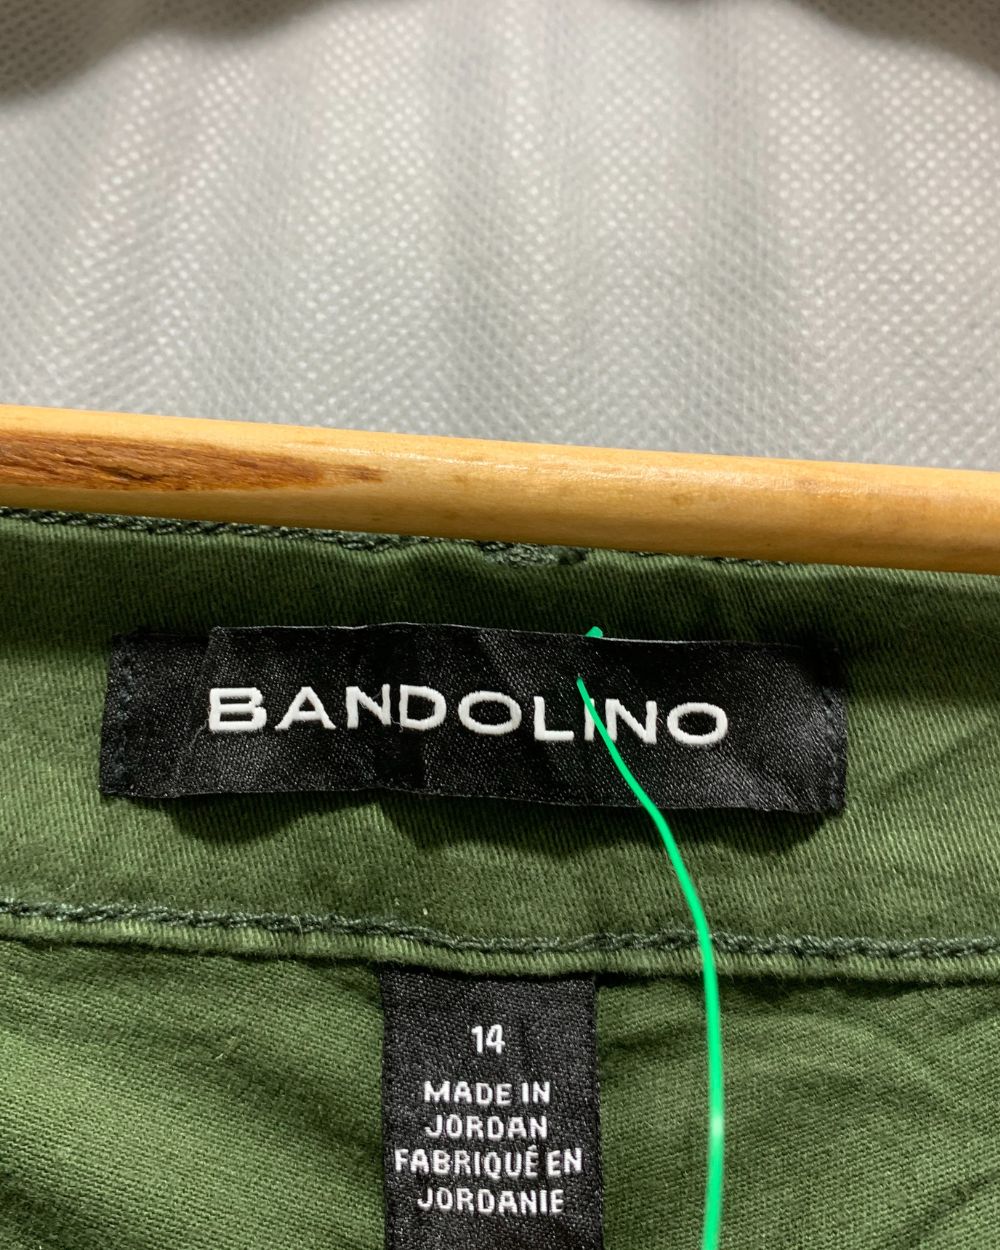 BANDOLINO
14
MADE IN
JORDAN
FABRIQUÉ EN
JORDANIE